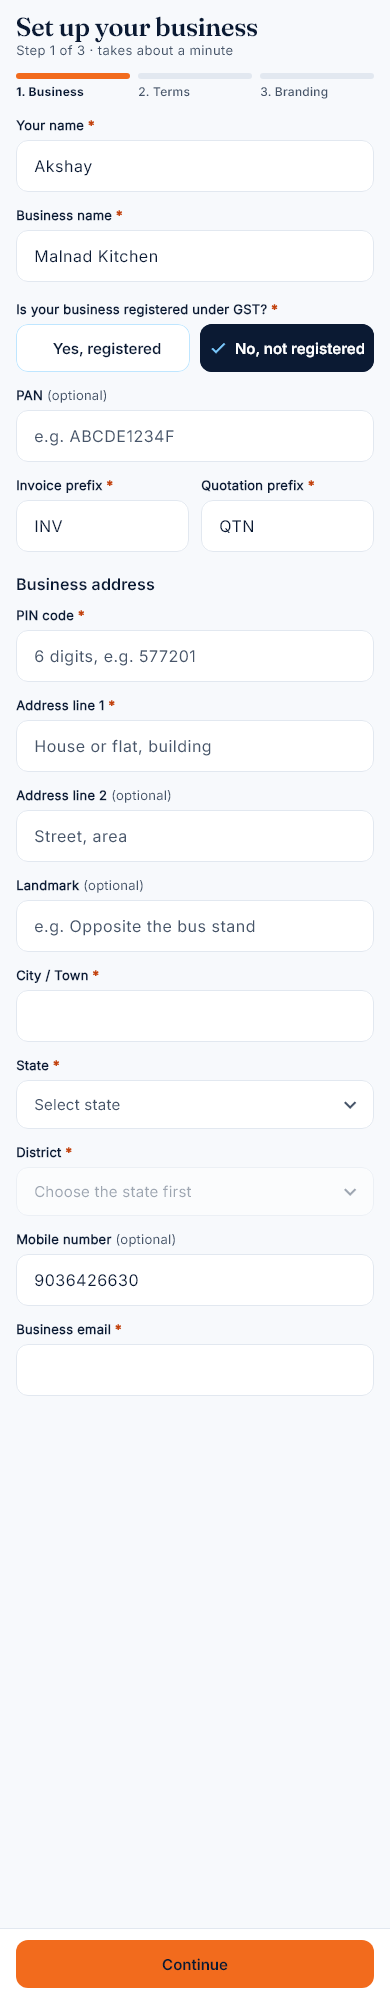 Set up your business
Step 1 of 3 · takes about a minute
1. Business
2. Terms
3. Branding
Your name *
Akshay
Business name *
Malnad Kitchen
Is your business registered under GST? *
Yes, registered
No, not registered
PAN (optional)
e.g. ABCDE1234F
Invoice prefix *
Quotation prefix *
INV
QTN
Business address
PIN code *
6 digits, e.g. 577201
Address line 1 *
House or flat, building
Address line 2 (optional)
Street, area
Landmark (optional)
e.g. Opposite the bus stand
City / Town *
State *
Select state
District *
Choose the state first
Mobile number (optional)
9036426630
Business email *
Continue